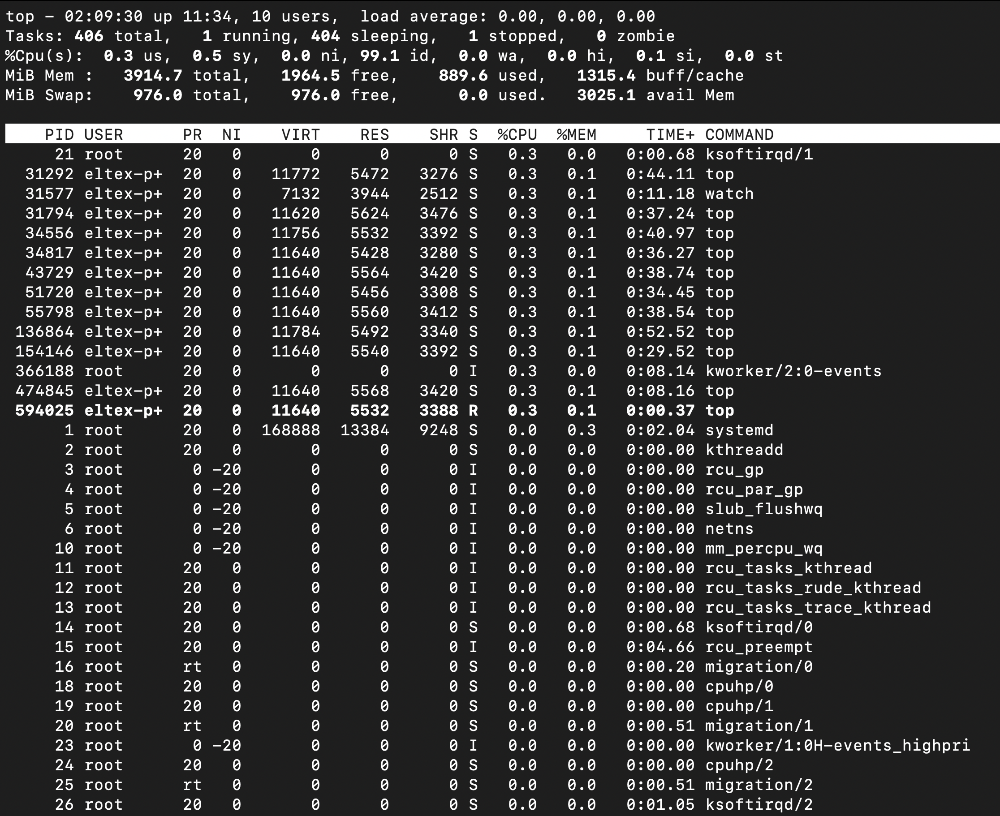 top - 02:09:30 up 11:34, 10 users,  load average: 0.00, 0.00, 0.00
Tasks: 406 total,   1 running, 404 sleeping,   1 stopped,   0 zombie
%Cpu(s):  0.3 us,  0.5 sy,  0.0 ni, 99.1 id,  0.0 wa,  0.0 hi,  0.1 si,  0.0 st
MiB Mem :   3914.7 total,   1964.5 free,    889.6 used,   1315.4 buff/cache
MiB Swap:    976.0 total,    976.0 free,      0.0 used.   3025.1 avail Mem
PID USER      PR  NI    VIRT    RES    SHR S  %CPU  %MEM     TIME+ COMMAND
21 root      20   0       0      0      0 S   0.3   0.0   0:00.68 ksoftirqd/1
31292 eltex-p+  20   0   11772   5472   3276 S   0.3   0.1   0:44.11 top
31577 eltex-p+  20   0    7132   3944   2512 S   0.3   0.1   0:11.18 watch
31794 eltex-p+  20   0   11620   5624   3476 S   0.3   0.1   0:37.24 top
34556 eltex-p+  20   0   11756   5532   3392 S   0.3   0.1   0:40.97 top
34817 eltex-p+  20   0   11640   5428   3280 S   0.3   0.1   0:36.27 top
43729 eltex-p+  20   0   11640   5564   3420 S   0.3   0.1   0:38.74 top
51720 eltex-p+  20   0   11640   5456   3308 S   0.3   0.1   0:34.45 top
55798 eltex-p+  20   0   11640   5560   3412 S   0.3   0.1   0:38.54 top
136864 eltex-p+  20   0   11784   5492   3340 S   0.3   0.1   0:52.52 top
154146 eltex-p+  20   0   11640   5540   3392 S   0.3   0.1   0:29.52 top
366188 root      20   0       0      0      0 I   0.3   0.0   0:08.14 kworker/2:0-events
474845 eltex-p+  20   0   11640   5568   3420 S   0.3   0.1   0:08.16 top
594025 eltex-p+  20   0   11640   5532   3388 R   0.3   0.1   0:00.37 top
1 root      20   0  168888  13384   9248 S   0.0   0.3   0:02.04 systemd
2 root      20   0       0      0      0 S   0.0   0.0   0:00.00 kthreadd
3 root       0 -20       0      0      0 I   0.0   0.0   0:00.00 rcu_gp
4 root       0 -20       0      0      0 I   0.0   0.0   0:00.00 rcu_par_gp
5 root       0 -20       0      0      0 I   0.0   0.0   0:00.00 slub_flushwq
6 root       0 -20       0      0      0 I   0.0   0.0   0:00.00 netns
10 root       0 -20       0      0      0 I   0.0   0.0   0:00.00 mm_percpu_wq
11 root      20   0       0      0      0 I   0.0   0.0   0:00.00 rcu_tasks_kthread
12 root      20   0       0      0      0 I   0.0   0.0   0:00.00 rcu_tasks_rude_kthread
13 root      20   0       0      0      0 I   0.0   0.0   0:00.00 rcu_tasks_trace_kthread
14 root      20   0       0      0      0 S   0.0   0.0   0:00.68 ksoftirqd/0
15 root      20   0       0      0      0 I   0.0   0.0   0:04.66 rcu_preempt
16 root      rt   0       0      0      0 S   0.0   0.0   0:00.20 migration/0
18 root      20   0       0      0      0 S   0.0   0.0   0:00.00 cpuhp/0
19 root      20   0       0      0      0 S   0.0   0.0   0:00.00 cpuhp/1
20 root      rt   0       0      0      0 S   0.0   0.0   0:00.51 migration/1
23 root       0 -20       0      0      0 I   0.0   0.0   0:00.00 kworker/1:0H-events_highpri
24 root      20   0       0      0      0 S   0.0   0.0   0:00.00 cpuhp/2
25 root      rt   0       0      0      0 S   0.0   0.0   0:00.51 migration/2
26 root      20   0       0      0      0 S   0.0   0.0   0:01.05 ksoftirqd/2